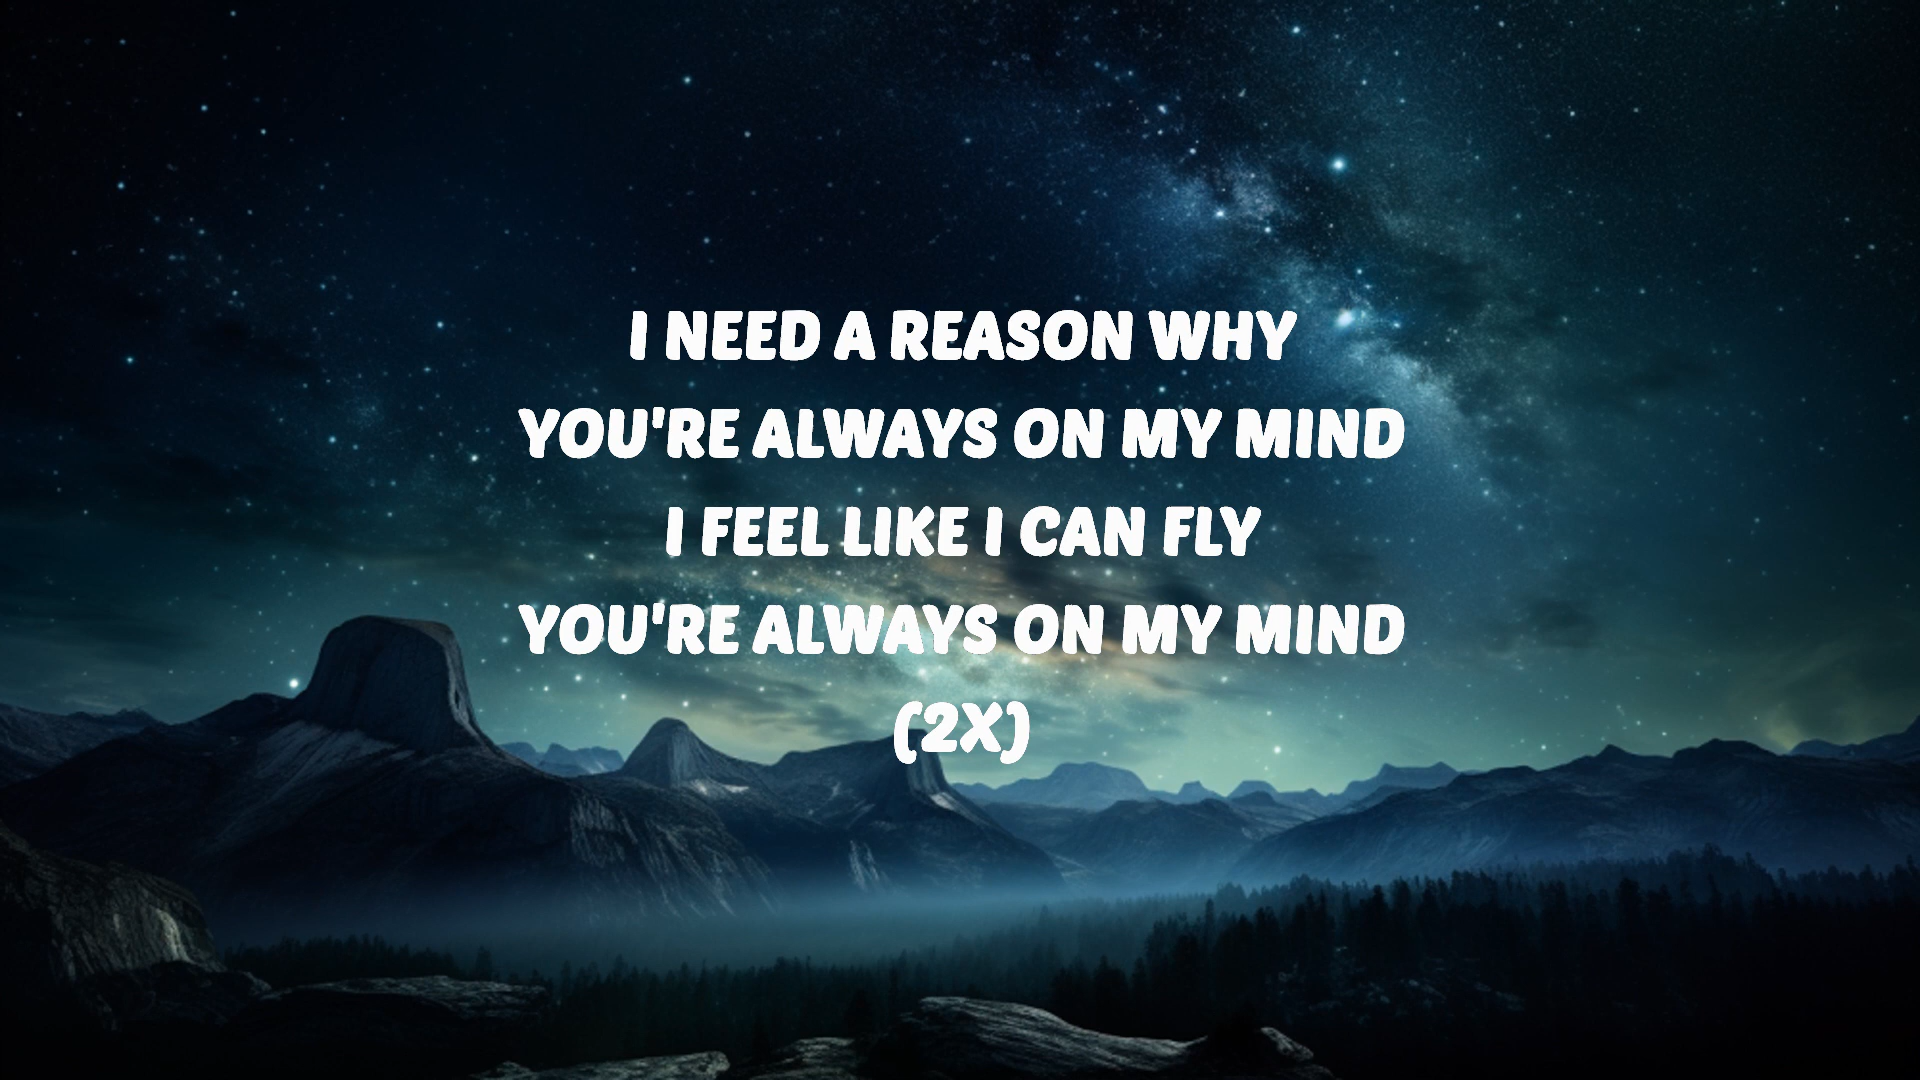 I NEED A REASON WHY
YOU'RE ALWAYS ON MY MIND
I FEEL LIKE I CAN FLY
YOU'RE ALWAYS ON MY MIND
(2X)